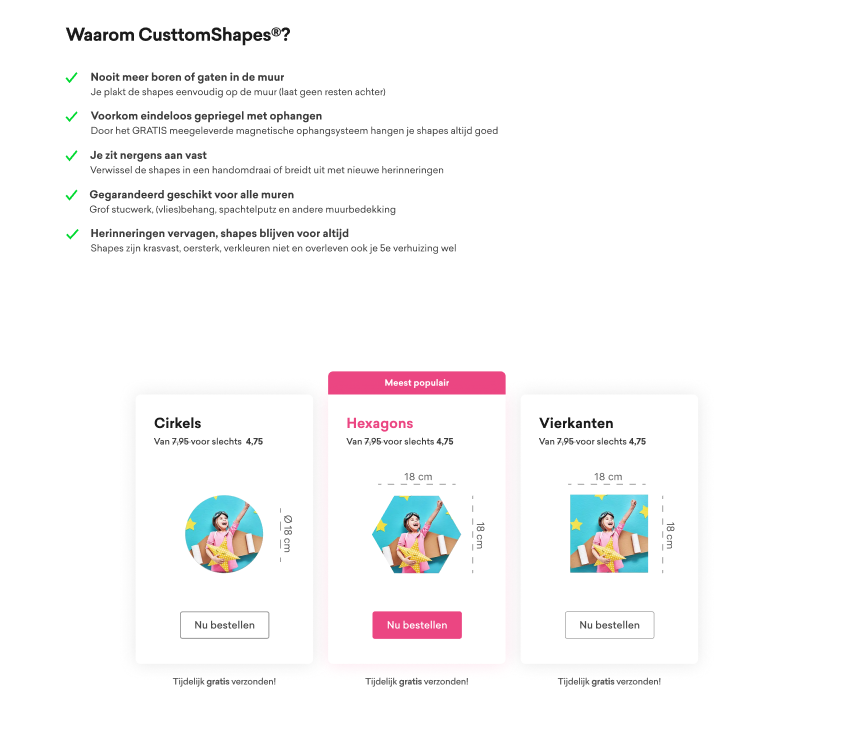 Waarom CusttomShapes®?
Nooit meer boren of gaten in de muur
Je plakt de shapes eenvoudig op de muur (laat geen resten achter)
Voorkom eindeloos gepriegel met ophangen
Door het GRATIS meegeleverde magnetische ophangsysteem hangen je shapes altijd goed
Je zit nergens aan vast
Verwissel de shapes in een handomdraai of breidt uit met nieuwe herinneringen
Gegarandeerd geschikt voor alle muren
Grof stucwerk, (vlies)behang, spachtelputz en andere muurbedekking
Herinneringen vervagen, shapes blijven voor altijd
Shapes zijn krasvast, oersterk, verkleuren niet en overleven ook je 5e verhuizing wel
Cirkels
Van 7,95 voor slechts 4,75
Ø 18 cm
Nu bestellen
Tijdelijk gratis verzonden!
Meest populair
Hexagons
Van 7,95 voor slechts 4,75
18 cm
18 cm
Nu bestellen
Tijdelijk gratis verzonden!
Vierkanten
Van 7,95 voor slechts 4,75
18 cm
18 cm
Nu bestellen
Tijdelijk gratis verzonden!